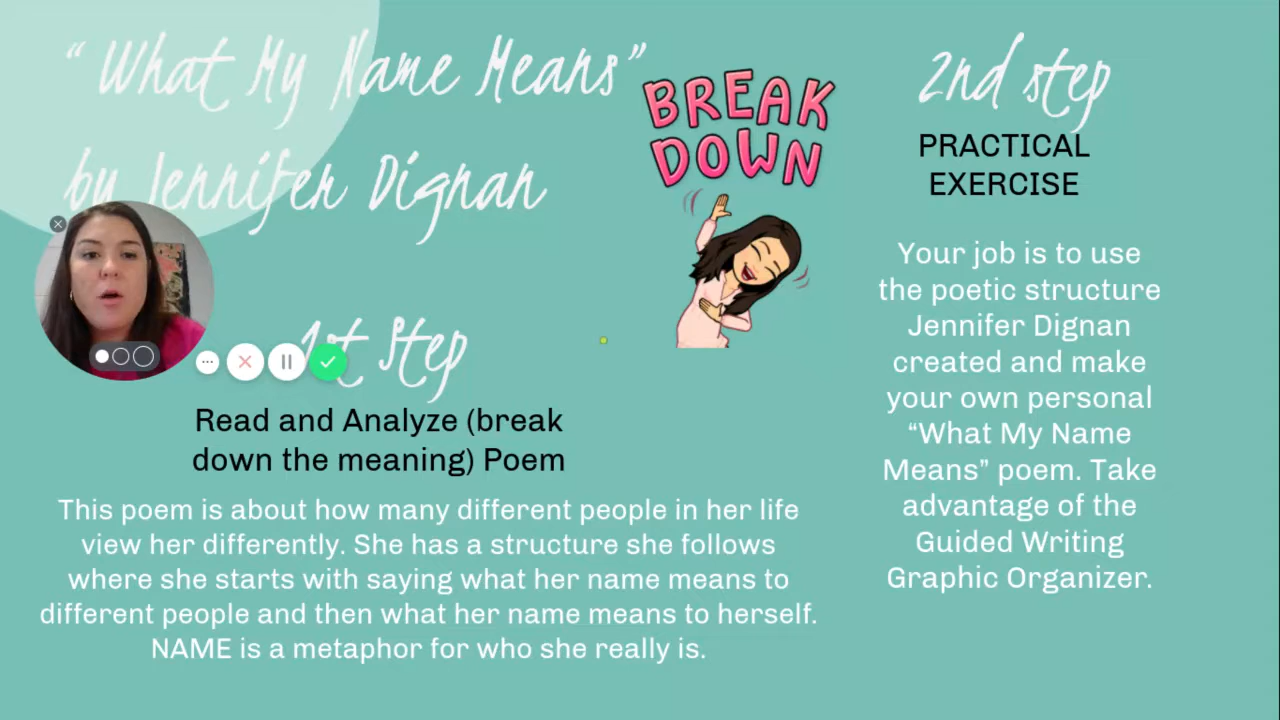 “ What My Name Means”
by Jennifer Dignan
BREAK
DOWN
1st Step
Read and Analyze (break
down the meaning) Poem
This poem is about how many different people in her life
view her differently. She has a structure she follows
where she starts with saying what her name means to
different people and then what her name means to herself.
NAME is a metaphor for who she really is.
2nd step
PRACTICAL
EXERCISE
Your job is to use
the poetic structure
Jennifer Dignan
created and make
your own personal
“What My Name
Means” poem. Take
advantage of the
Guided Writing
Graphic Organizer.